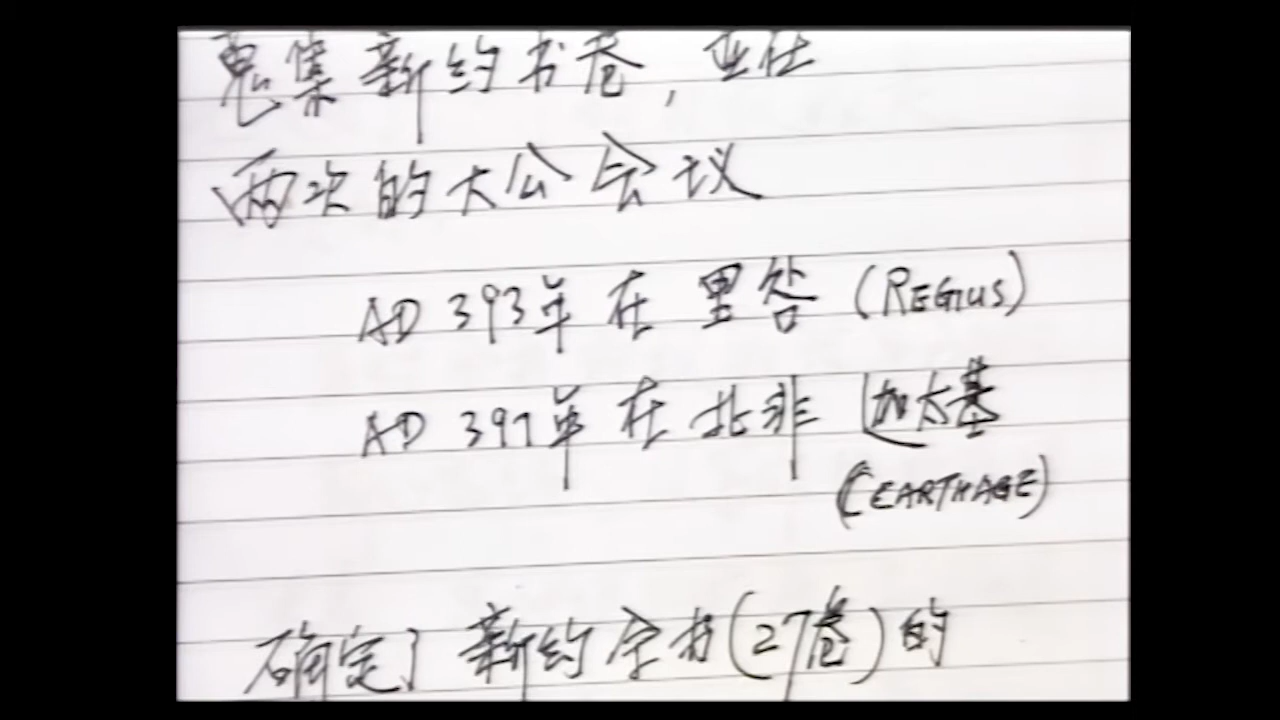 蒐集新约书卷,並在
两次的大公会议
AD 393年 在 里咎 (REGIUS)
AD 397年 在 北非 迦太基
(CEARTHAGE)
确定了 新约全书(27卷)的